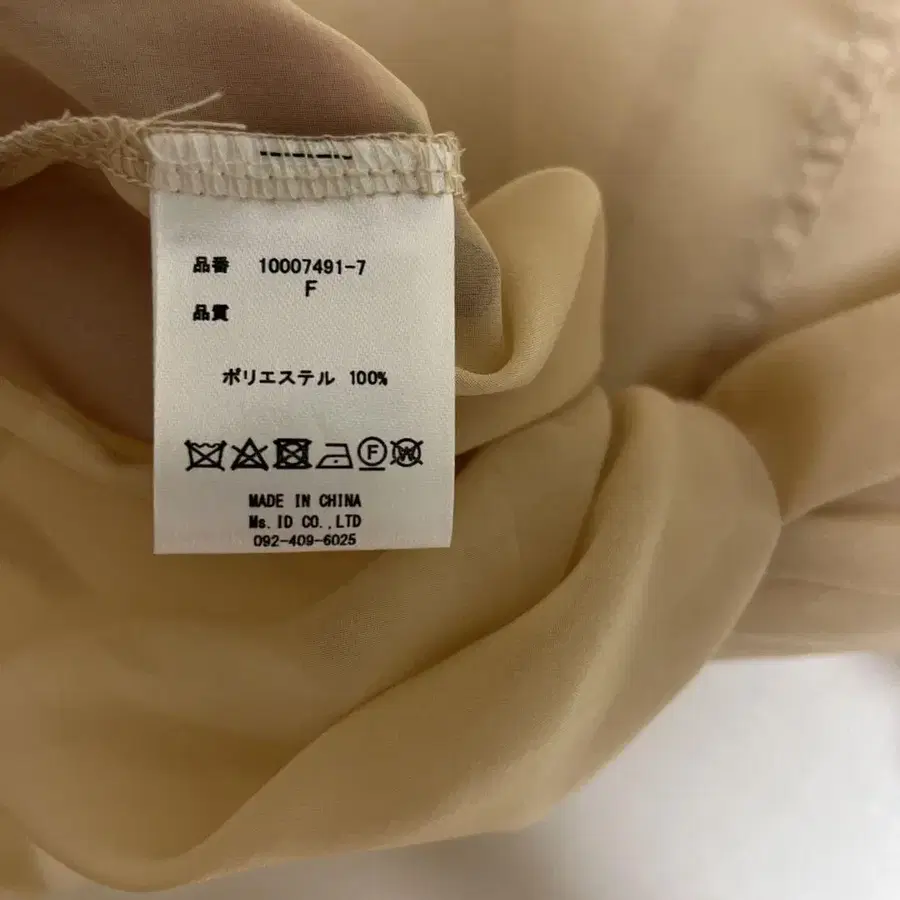 品番 10007491-7
F
品質
ポリエステル 100%
F W
MADE IN CHINA
Ms. ID CO.,LTD
092-409-6025